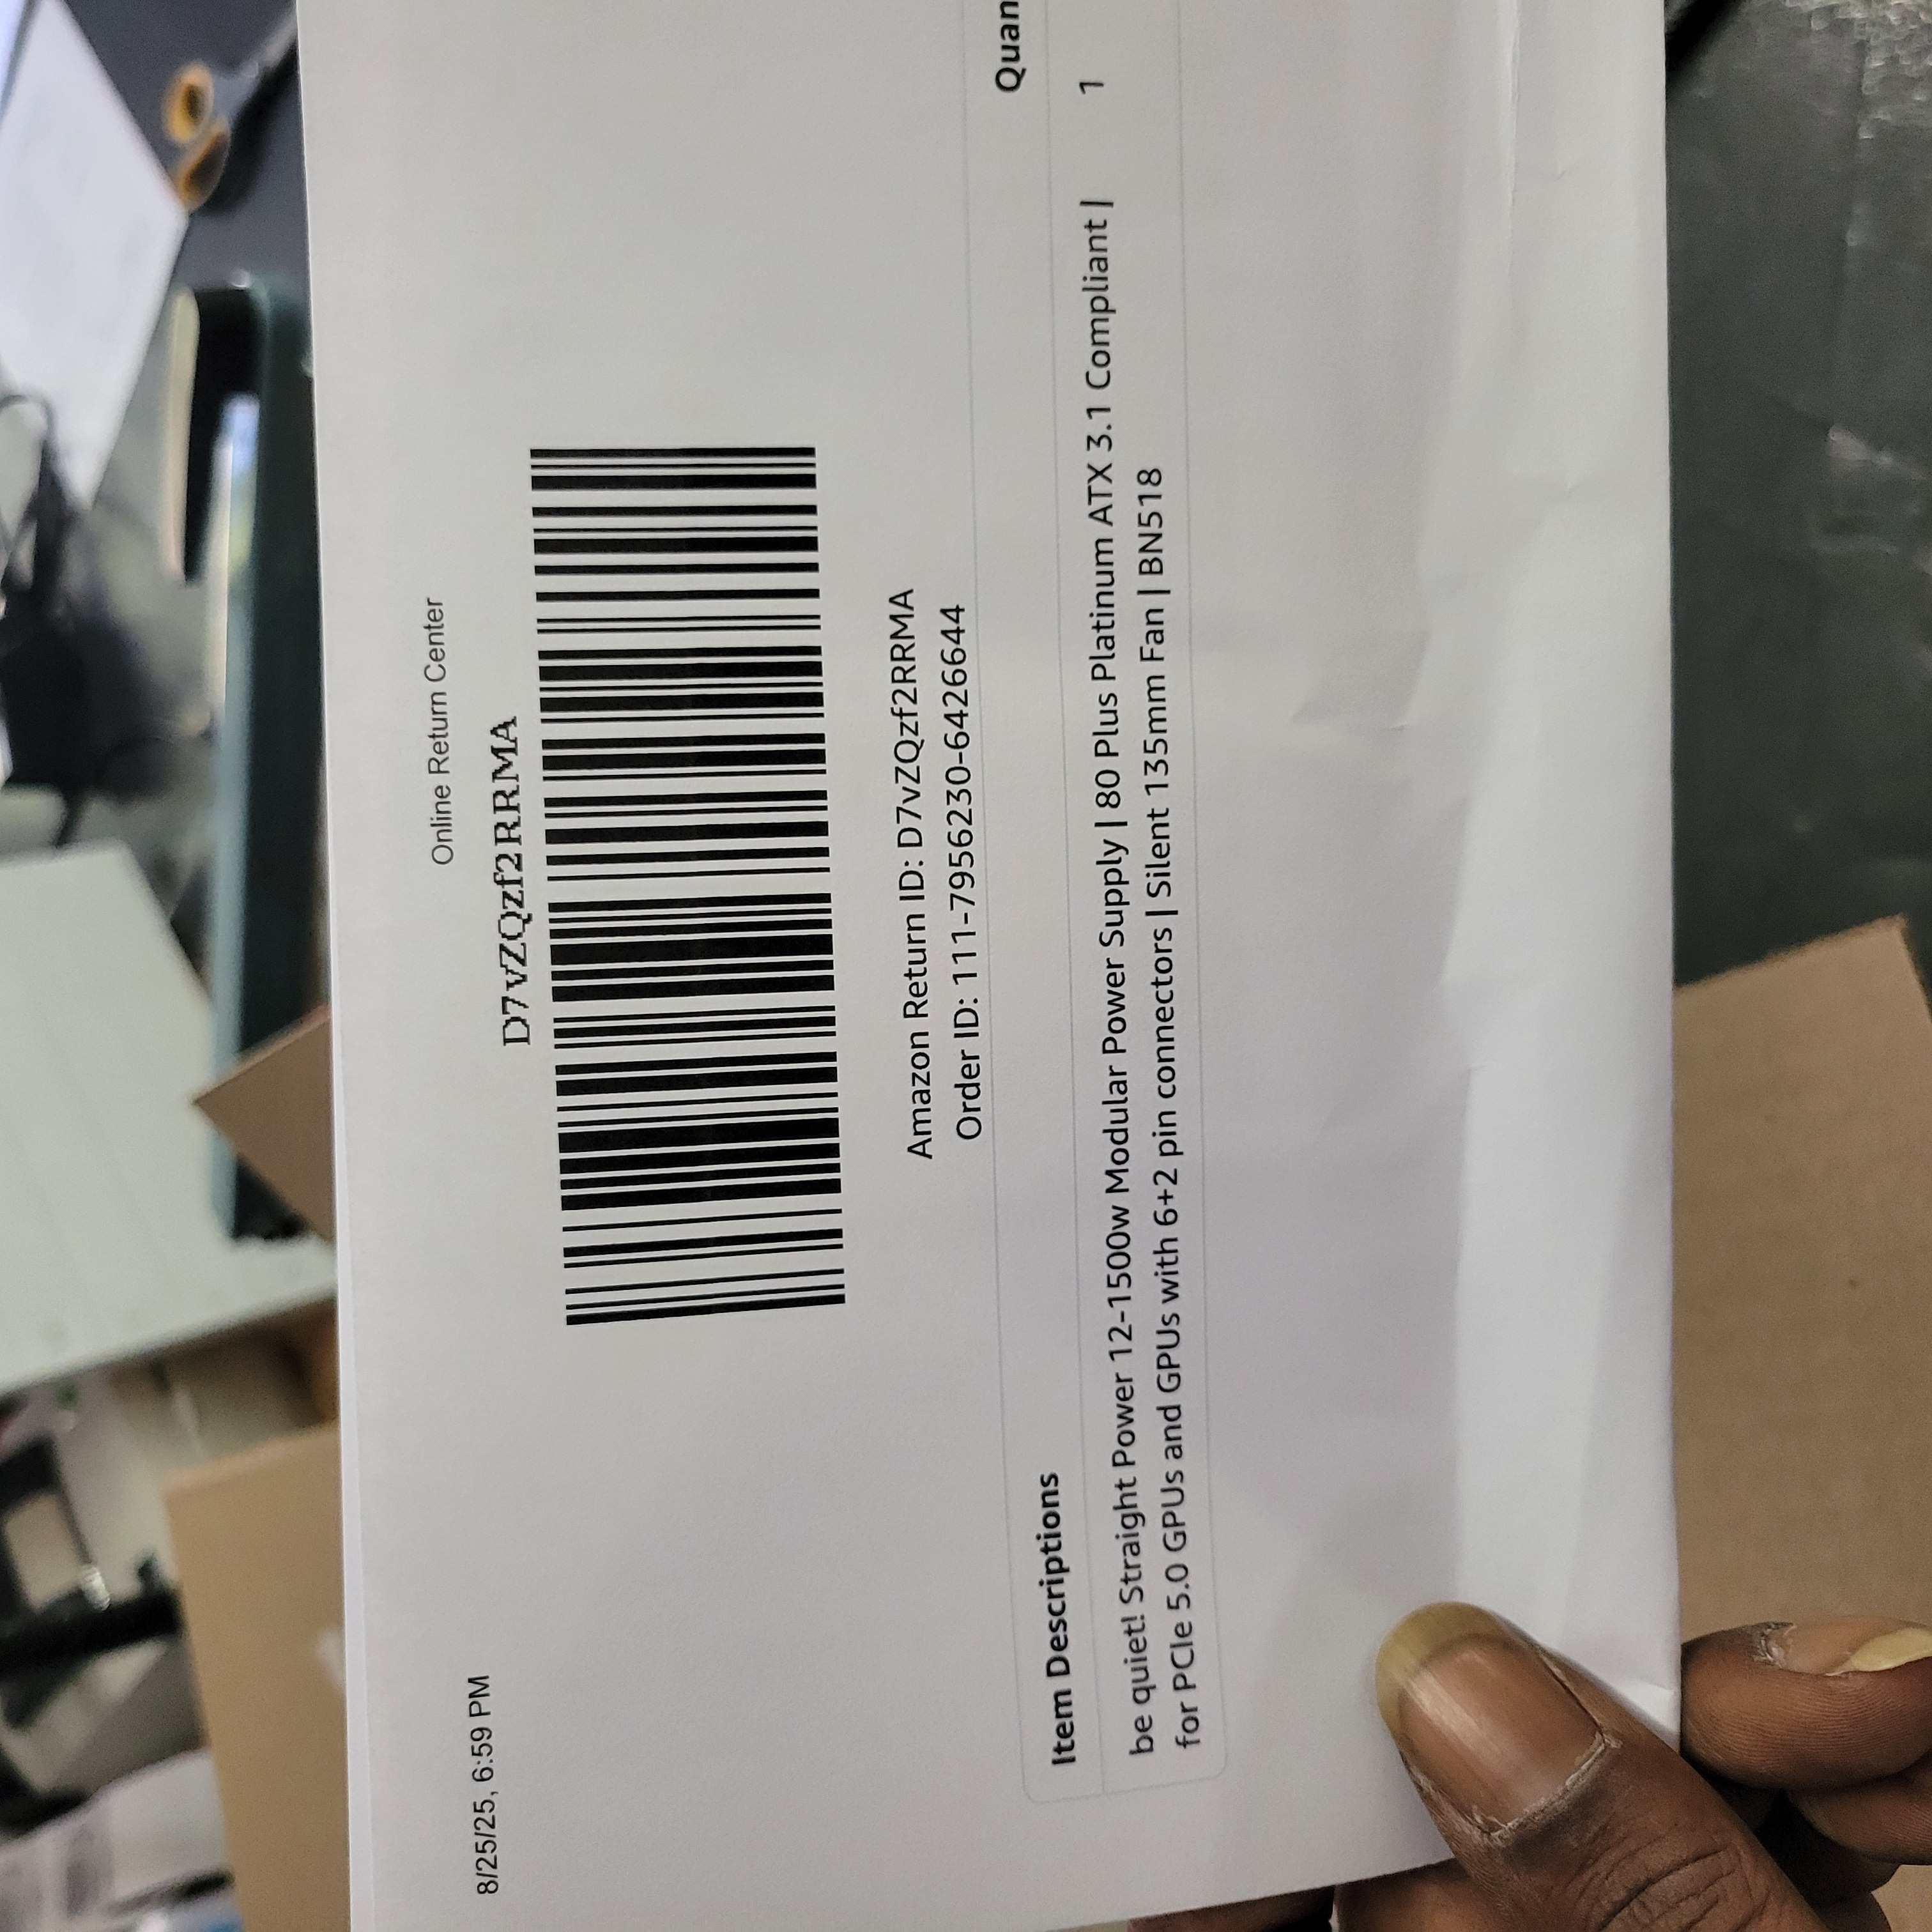 8/25/25, 6:59 PM
Online Return Center
D7vZQzf2RRMA
Amazon Return ID: D7vZQzf2RRMA
Order ID: 111-7956230-6426644
Item Descriptions Quan
be quiet! Straight Power 12-1500w Modular Power Supply | 80 Plus Platinum ATX 3.1 Compliant | 1
for PCIe 5.0 GPUs and GPUs with 6+2 pin connectors | Silent 135mm Fan | BN518